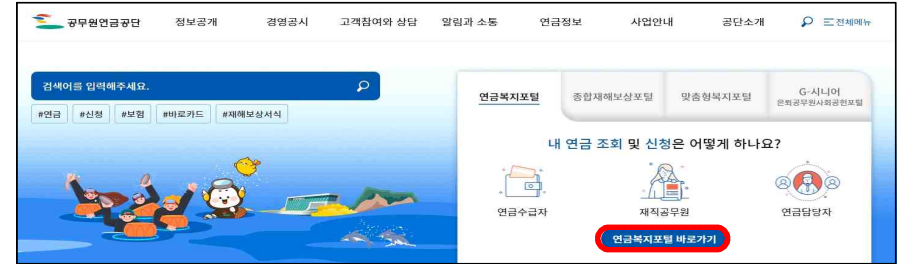 공무원연금공단 정보공개 경영공시 고객참여와 상담 알림과 소통 연금정보 사업안내 공단소개 전체메뉴
검색어를 입력해주세요.
#연금 #신청 #보험 #바로카드 #재해보상서식
연금복지포털 종합재해보상포털 맞춤형복지포털 G-시니어
은퇴공무원사회공헌포털
내 연금 조회 및 신청은 어떻게 하나요?
연금수급자 재직공무원 연금담당자
연금복지포털 바로가기